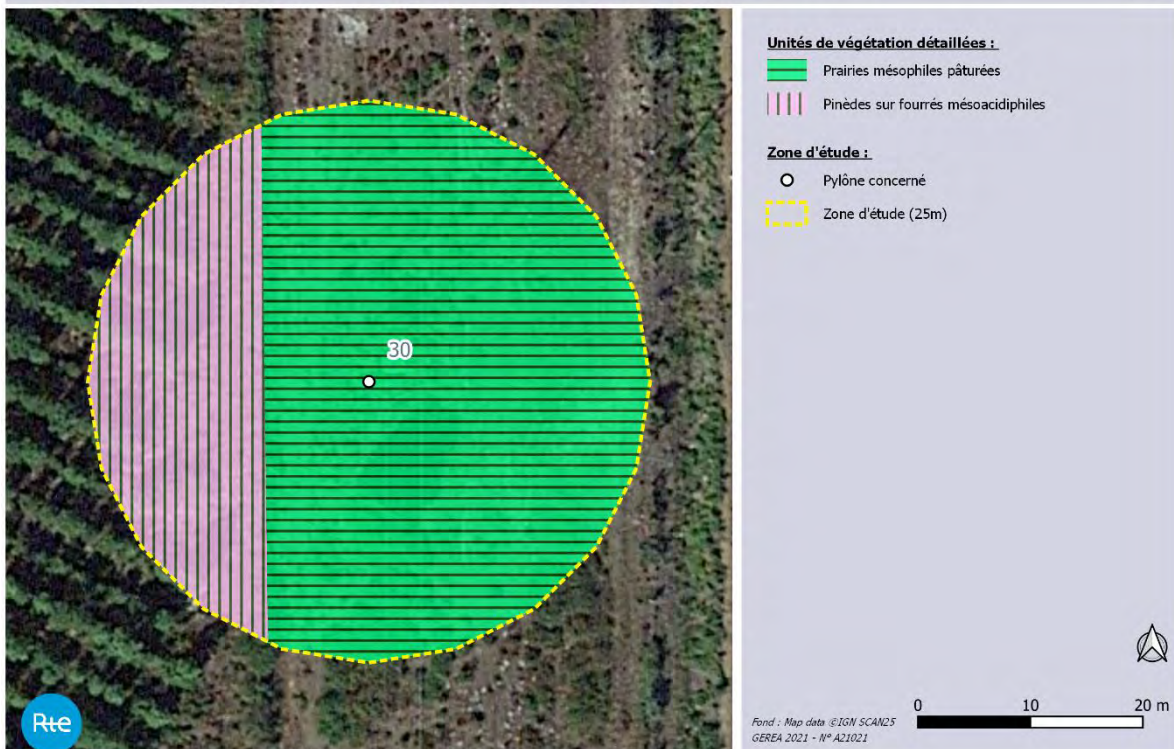 Unités de végétation détaillées :
Prairies mésophiles pâturées
Pinèdes sur fourrés mésoacidiphiles
Zone d'étude :
Pylône concerné
Zone d'étude (25m)
30
Rte
0 10 20 m
Fond : Map data ©IGN SCAN25
GEREA 2021 - N° A21021